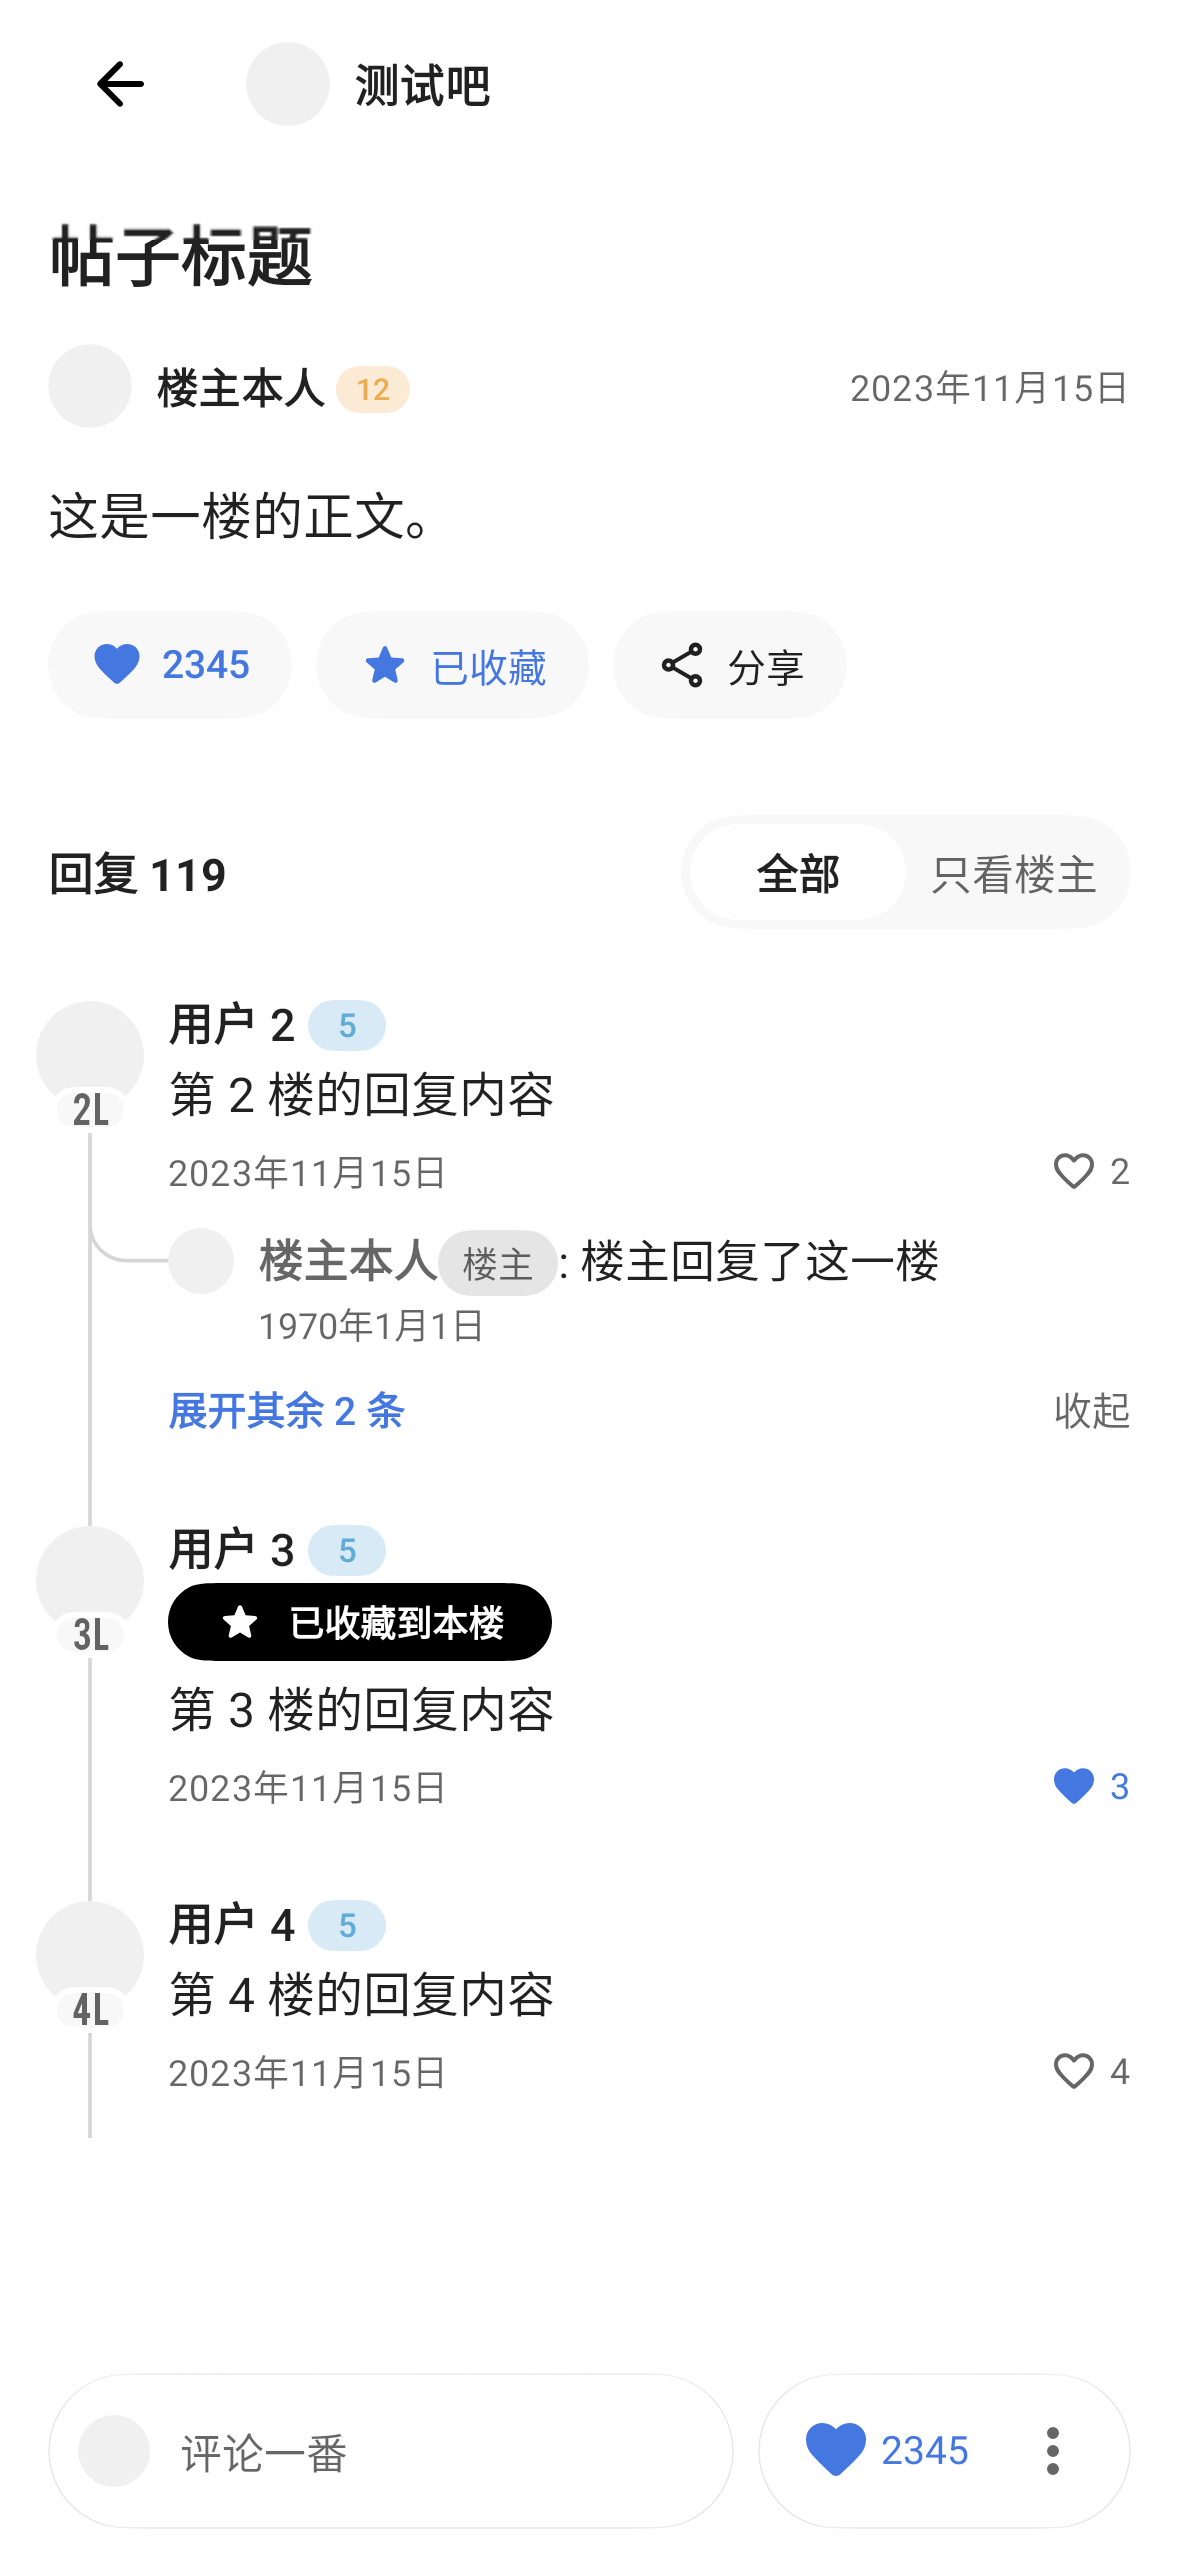 测试吧
帖子标题
楼主本人 12 2023年11月15日
这是一楼的正文。
2345 已收藏 分享
回复 119 全部 只看楼主
用户 2 5
2L
第 2 楼的回复内容
2023年11月15日 2
楼主本人 楼主 : 楼主回复了这一楼
1970年1月1日
展开其余 2 条 收起
用户 3 5
3L
已收藏到本楼
第 3 楼的回复内容
2023年11月15日 3
用户 4 5
4L
第 4 楼的回复内容
2023年11月15日 4
评论一番 2345